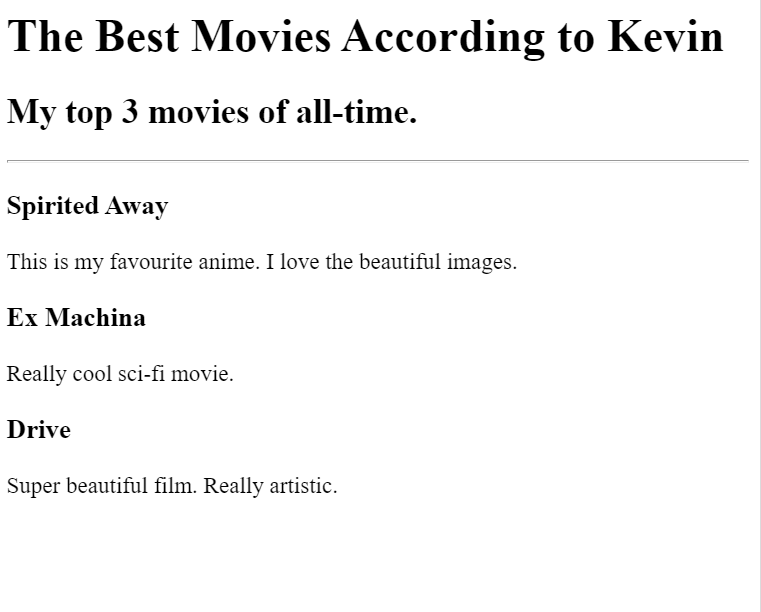 The Best Movies According to Kevin
My top 3 movies of all-time.
Spirited Away
This is my favourite anime. I love the beautiful images.
Ex Machina
Really cool sci-fi movie.
Drive
Super beautiful film. Really artistic.